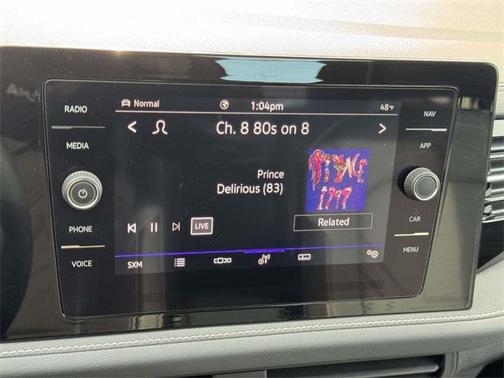 RADIO
MEDIA
PHONE
VOICE
Normal
1:04pm
48°F
Ch. 8 80s on 8
Prince
Delirious (83)
LIVE
Related
SXM
NAV
APP
CAR
MENU